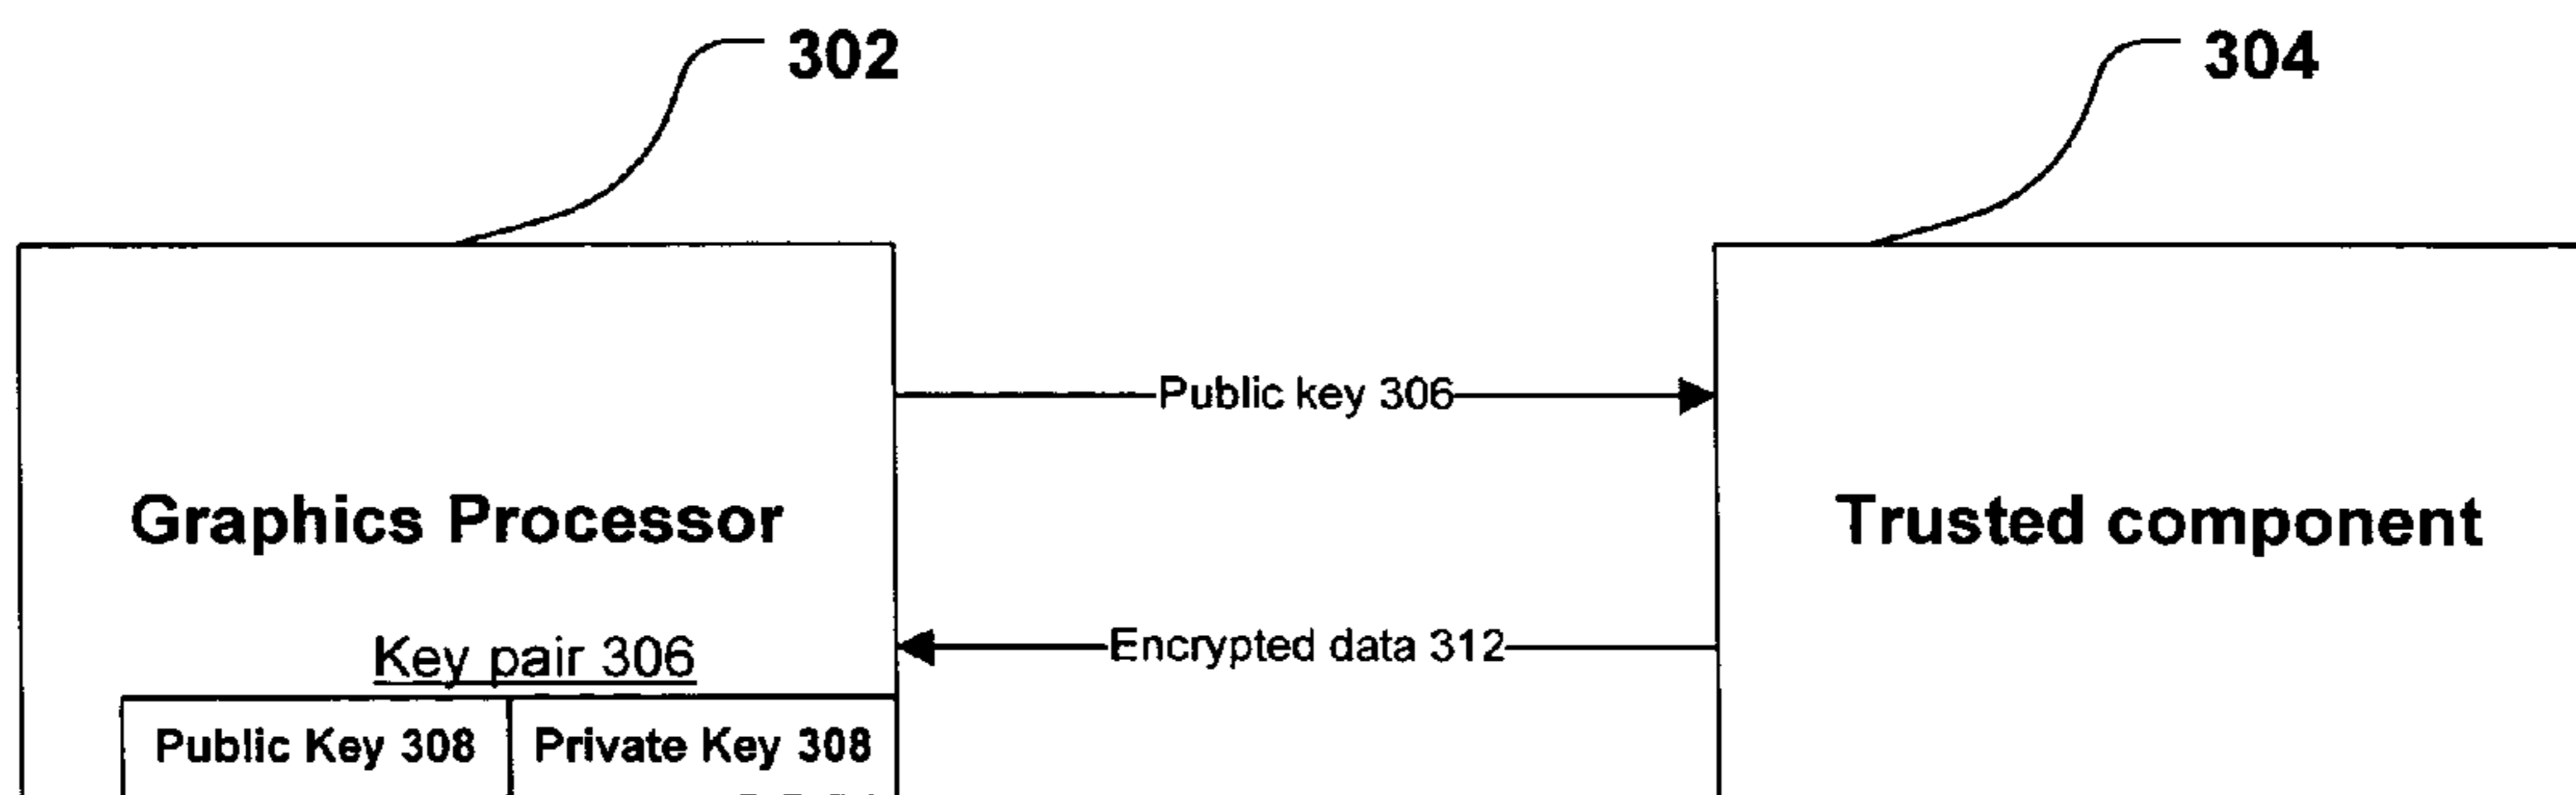 302
304
Public key 306
Graphics Processor
Trusted component
Encrypted data 312
Key pair 306
Public Key 308
Private Key 308